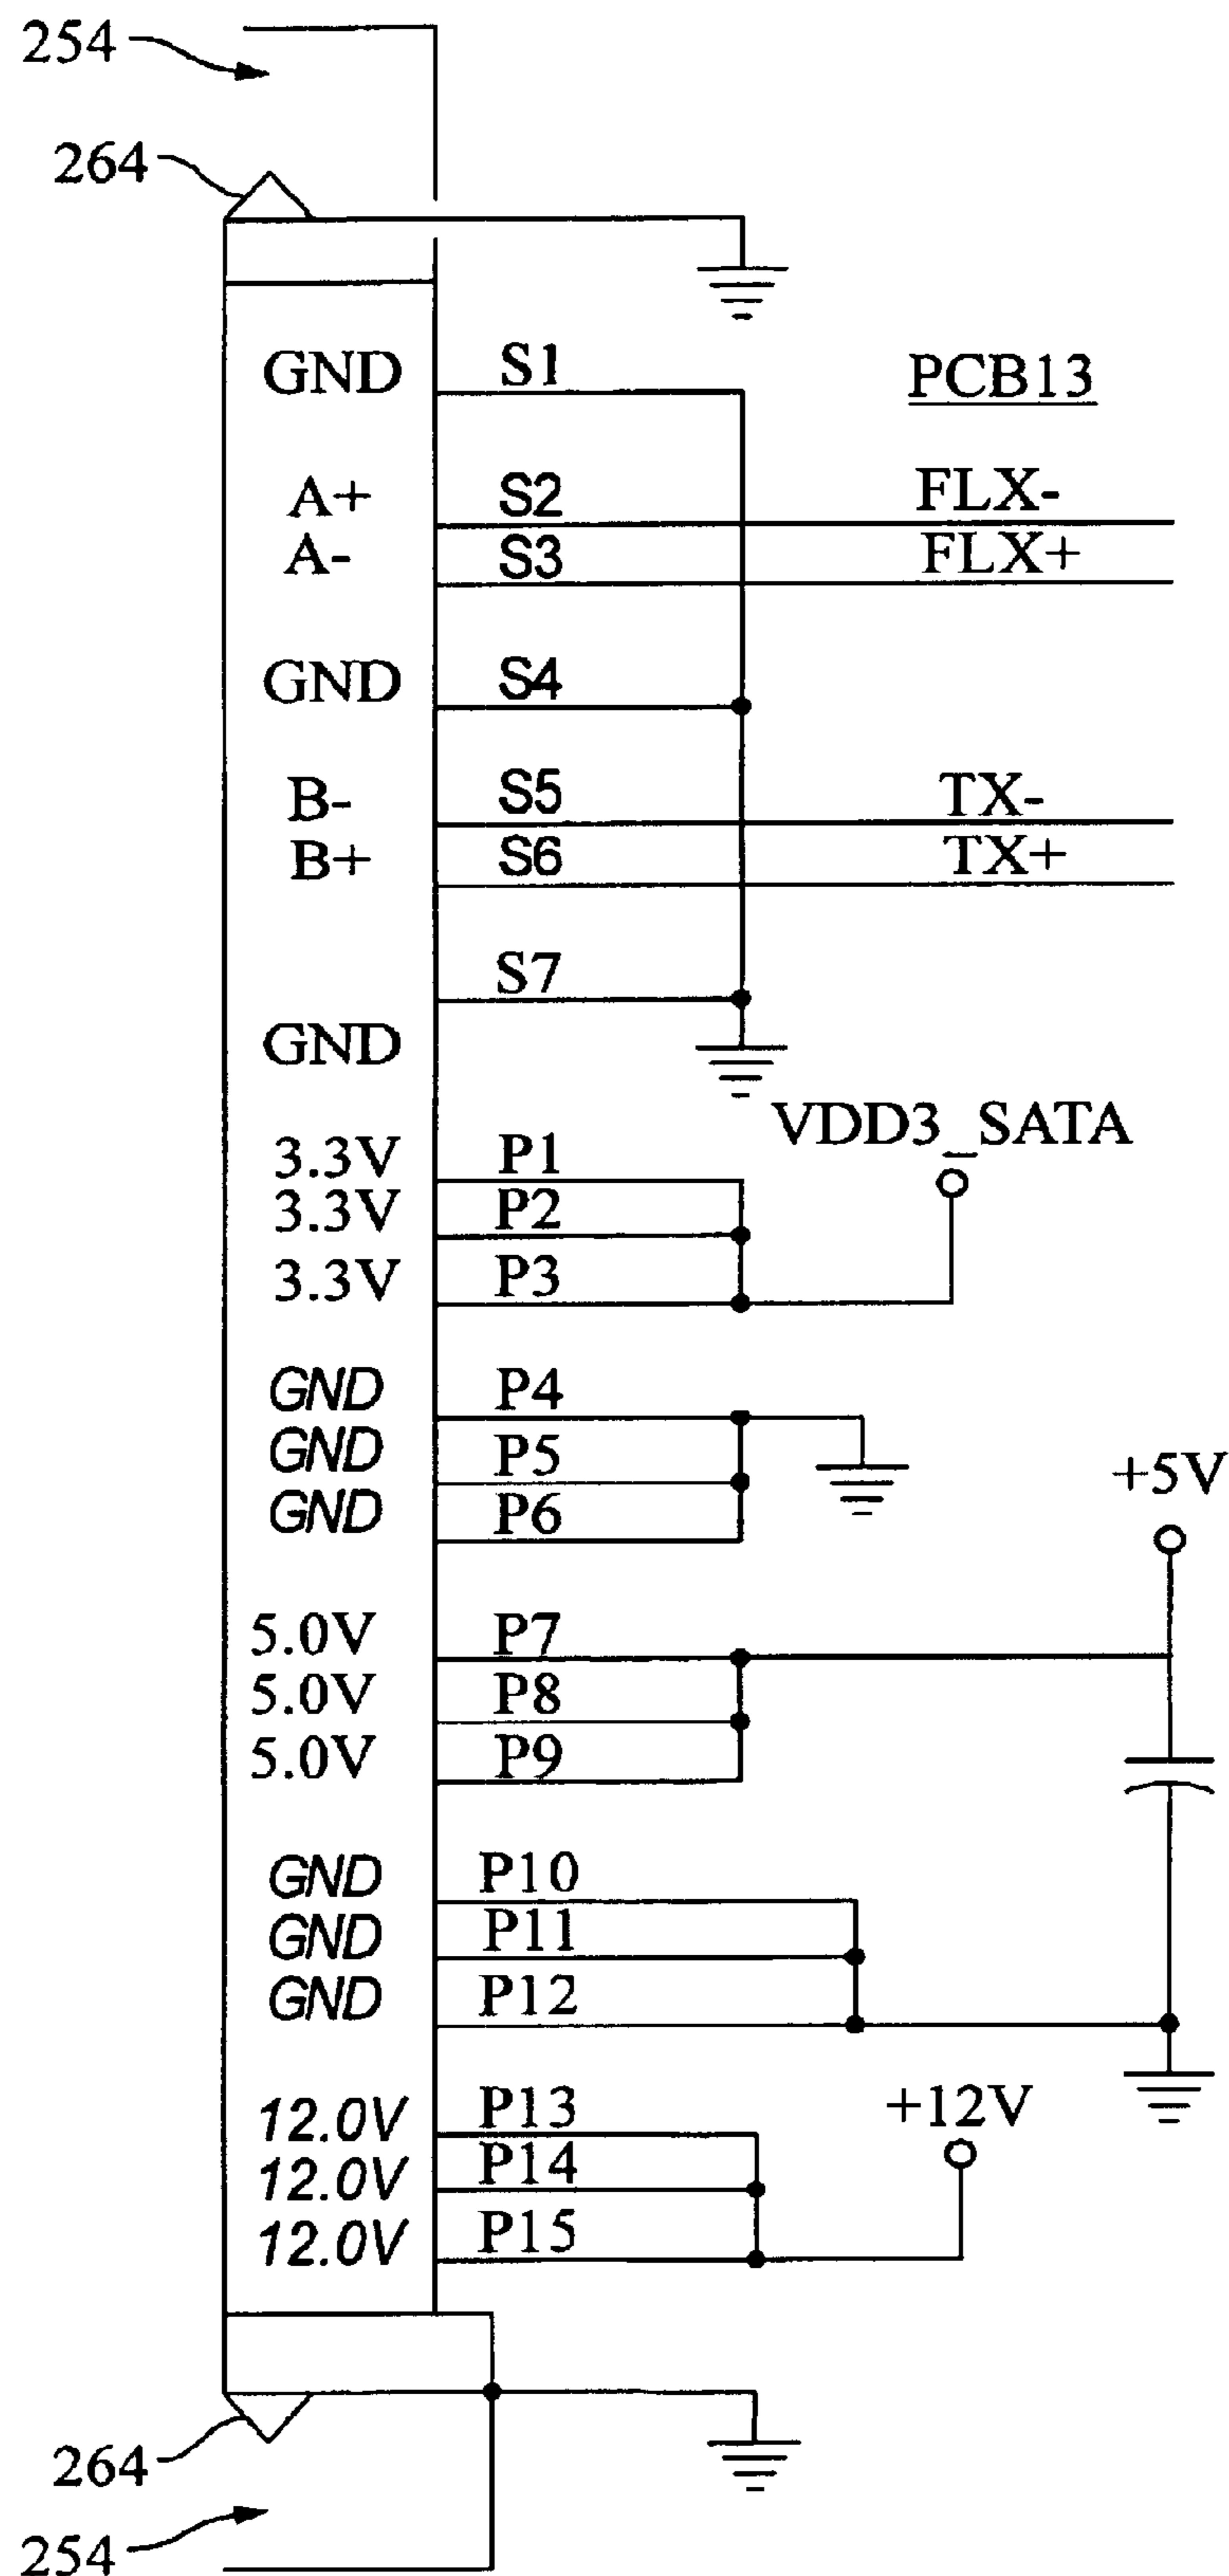 254
264
GND S1 PCB13
A+ S2 FLX-
A- S3 FLX+
GND S4
B- S5 TX-
B+ S6 TX+
S7
GND
VDD3_SATA
3.3V P1
3.3V P2
3.3V P3
GND P4
GND P5
GND P6
+5V
5.0V P7
5.0V P8
5.0V P9
GND P10
GND P11
GND P12
12.0V P13 +12V
12.0V P14
12.0V P15
264
254